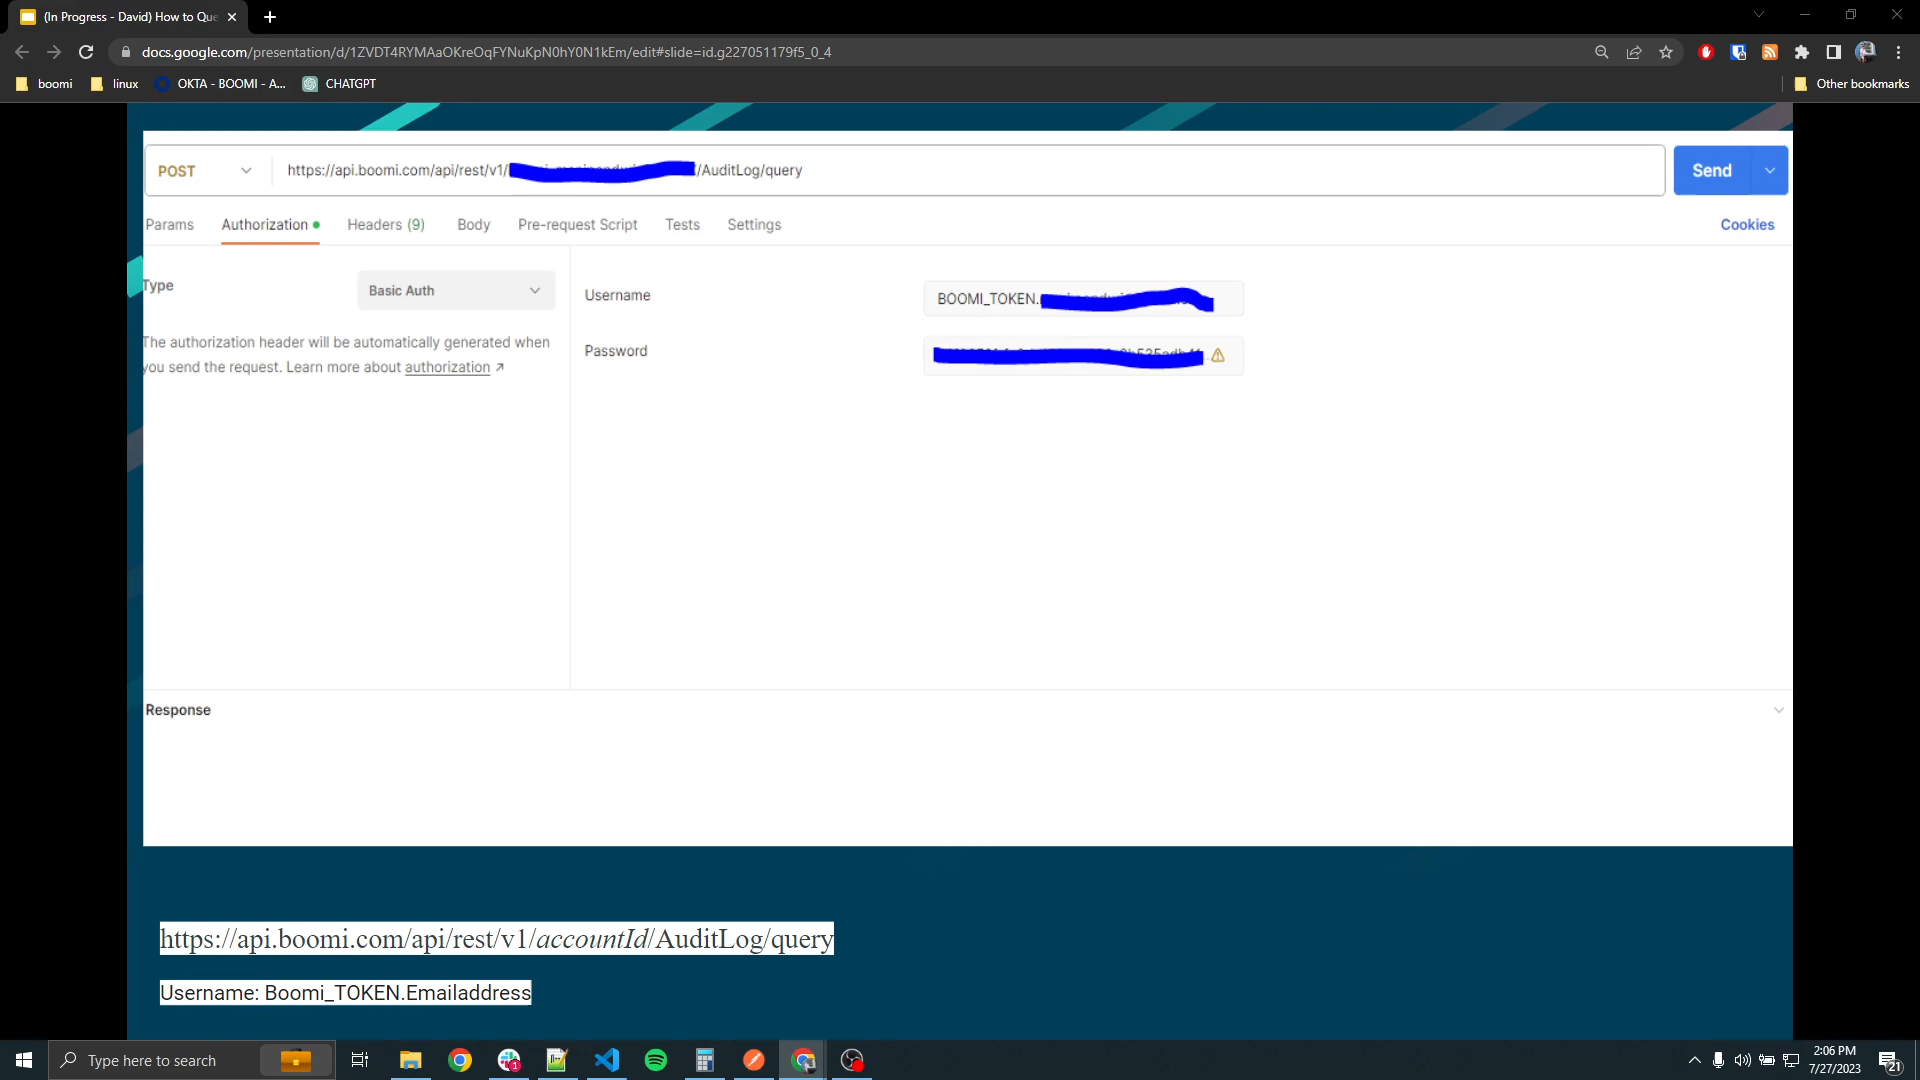 (In Progress - David) How to Que
docs.google.com/presentation/d/1ZVDT4RYMAaOKreOqFYNuKpN0hY0N1kEm/edit#slide=id.g227051179f5_0_4
boomi
linux
OKTA - BOOMI - A...
CHATGPT
Other bookmarks
POST
https://api.boomi.com/api/rest/v1/
/AuditLog/query
Send
Params
Authorization
Headers (9)
Body
Pre-request Script
Tests
Settings
Cookies
Type
Basic Auth
The authorization header will be automatically generated when
you send the request. Learn more about authorization ↗
Username
BOOMI_TOKEN.
Password
Response
https://api.boomi.com/api/rest/v1/accountId/AuditLog/query
Username: Boomi_TOKEN.Emailaddress
Type here to search
1
2:06 PM
7/27/2023
21